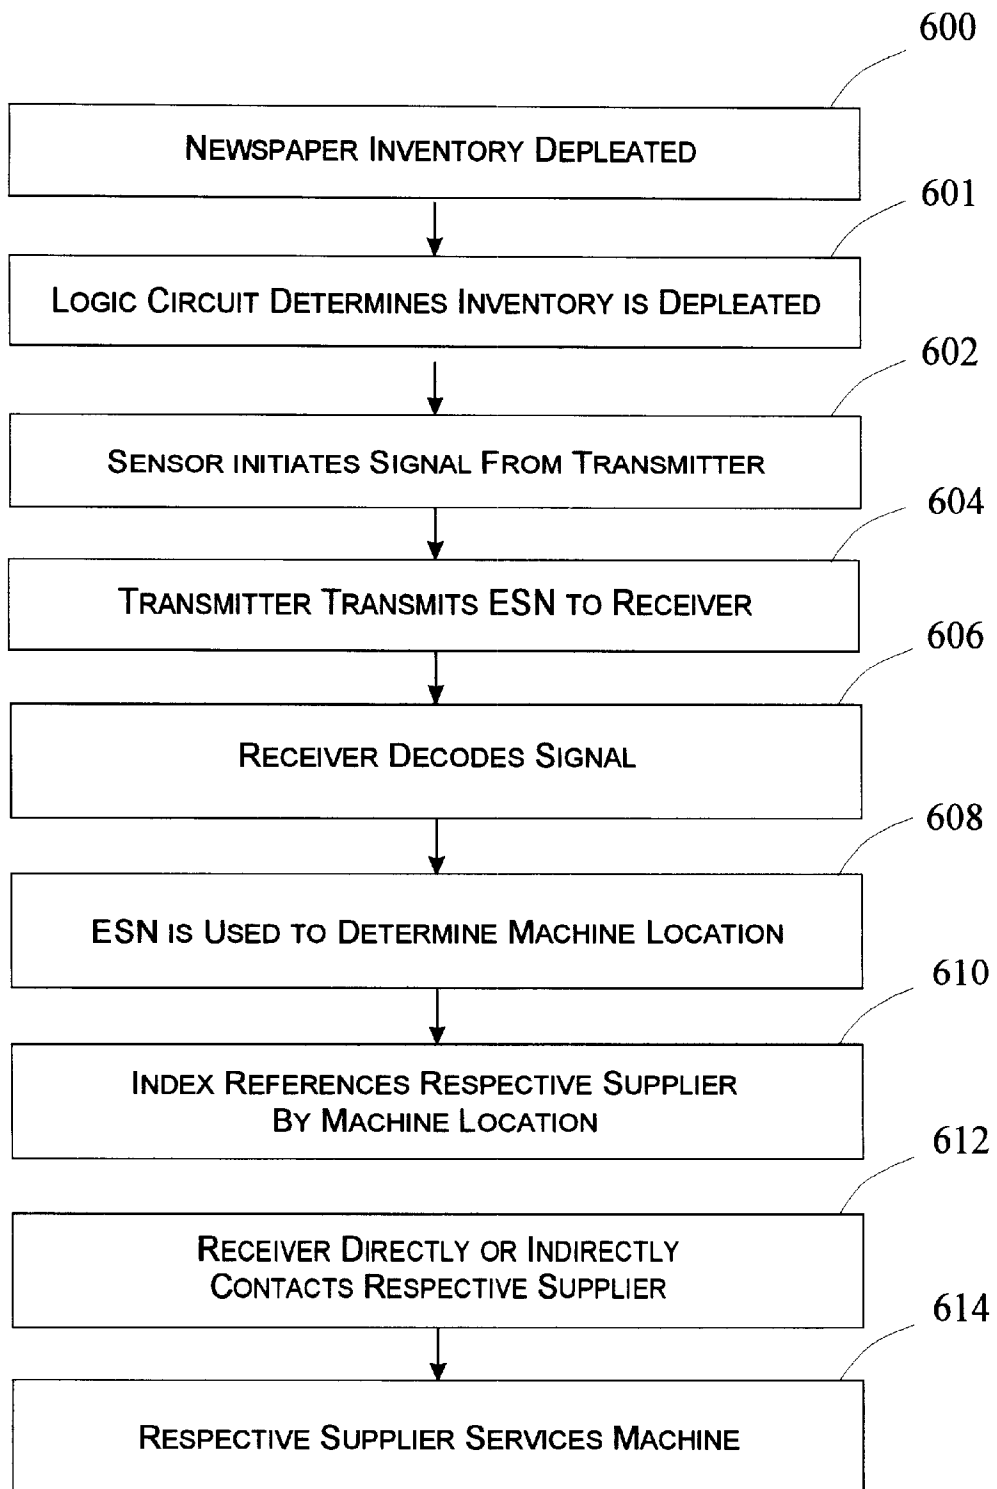 600
NEWSPAPER INVENTORY DEPLEATED
601
LOGIC CIRCUIT DETERMINES INVENTORY IS DEPLEATED
602
SENSOR INITIATES SIGNAL FROM TRANSMITTER
604
TRANSMITTER TRANSMITS ESN TO RECEIVER
606
RECEIVER DECODES SIGNAL
608
ESN IS USED TO DETERMINE MACHINE LOCATION
610
INDEX REFERENCES RESPECTIVE SUPPLIER
BY MACHINE LOCATION
612
RECEIVER DIRECTLY OR INDIRECTLY
CONTACTS RESPECTIVE SUPPLIER
614
RESPECTIVE SUPPLIER SERVICES MACHINE